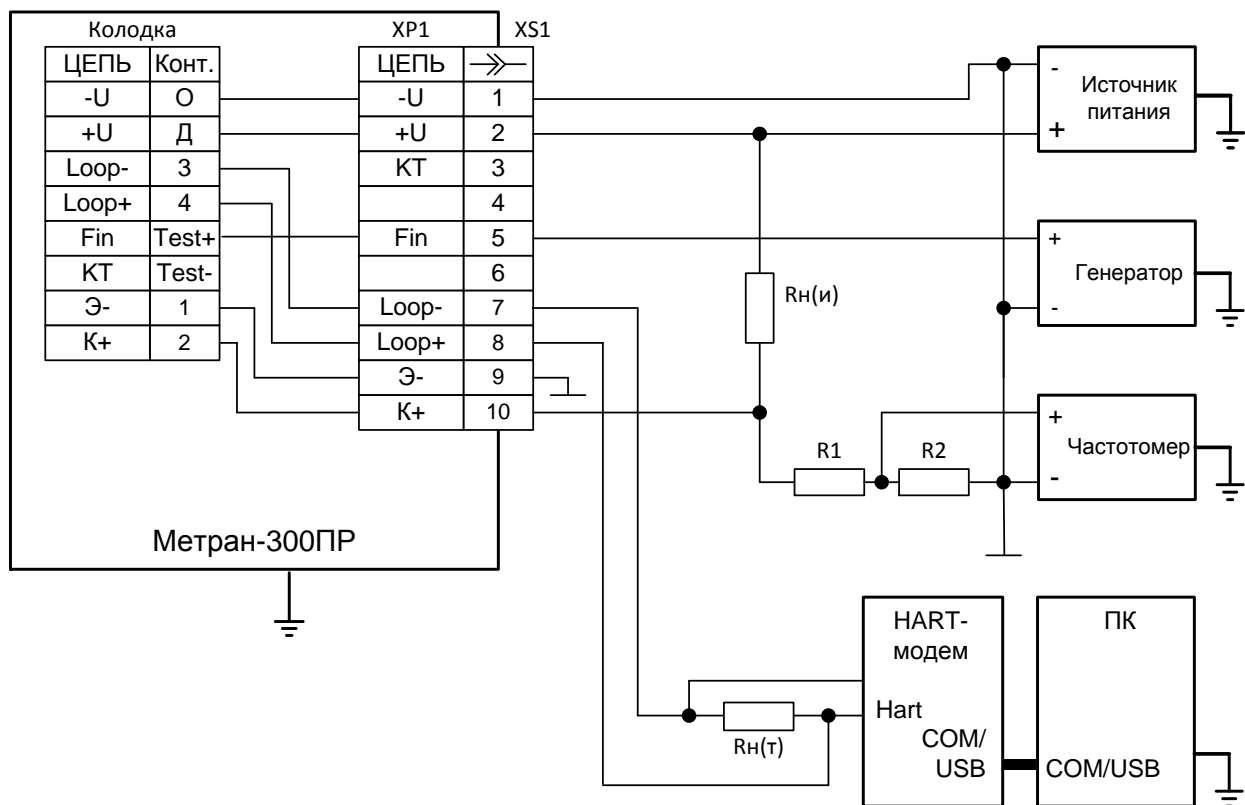 Колодка
ЦЕПЬ Конт.
-U О
+U Д
Loop- 3
Loop+ 4
Fin Test+
КТ Test-
Э- 1
К+ 2
ХР1 XS1
ЦЕПЬ
-U 1
+U 2
КТ 3
4
Fin 5
6
Loop- 7
Loop+ 8
Э- 9
К+ 10
Метран-300ПР
-
Источник
питания
+
+
Генератор
-
Rн(и)
+
Частотомер
-
R1
R2
HART-
модем
Hart
COM/
USB
Rн(т)
ПК
COM/USB